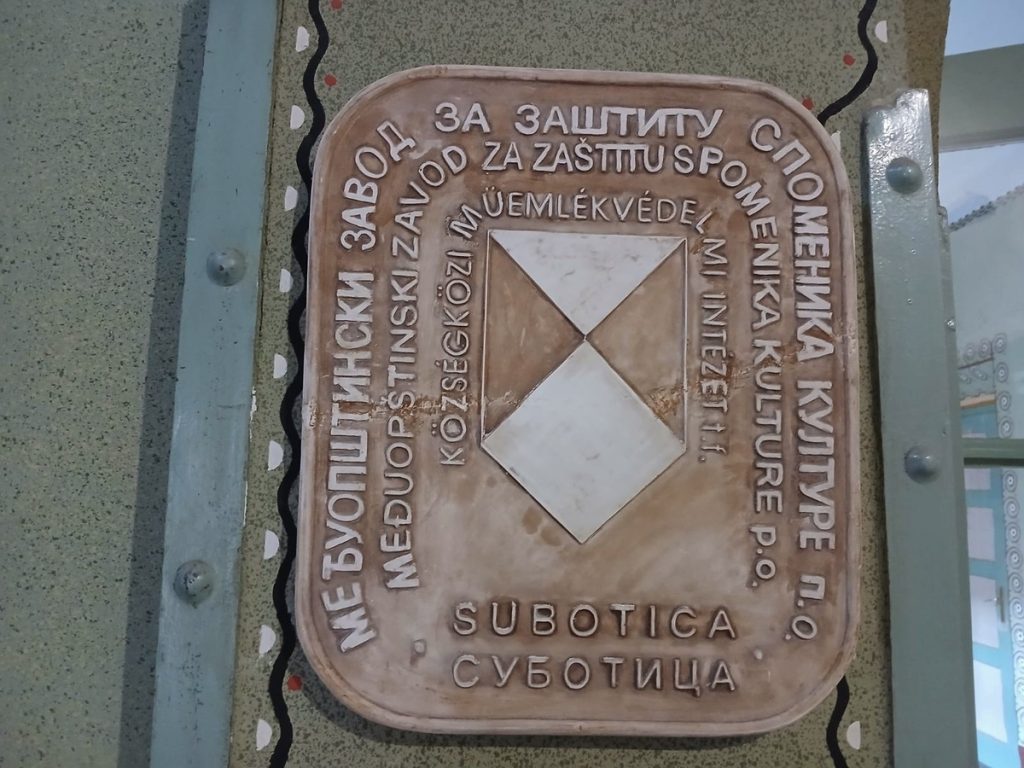 МЕЂУОПШТИНСКИ ЗАВОД ЗА ЗАШТИТУ СПОМЕНИКА КУЛТУРЕ П.О.
MEĐUOPŠTINSKI ZAVOD ZA ZAŠTITU SPOMENIKA KULTURE P.O.
KÖZSÉGKÖZI MŰEMLÉKVÉDELMI INTÉZET t.f.
SUBOTICA
СУБОТИЦА